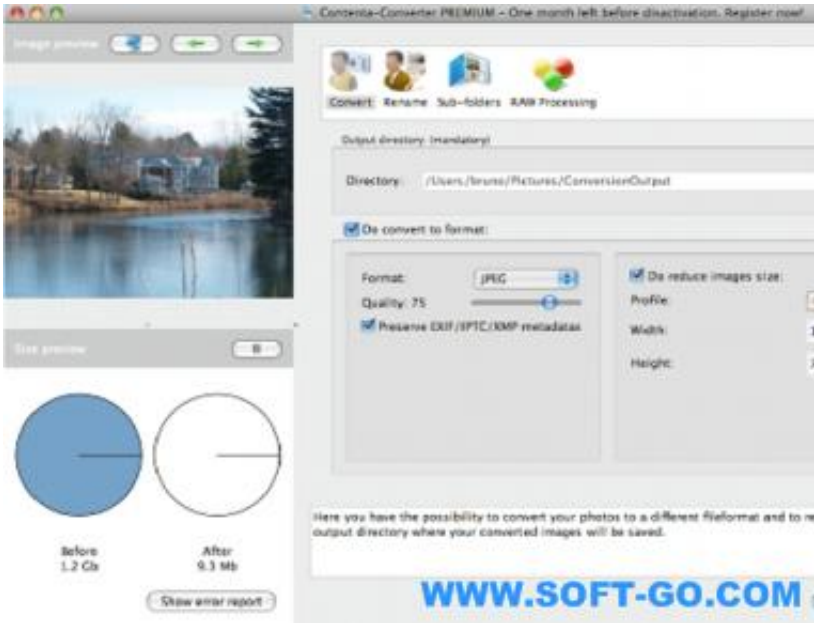 Contenta-Converter PREMIUM - One month left before disactivation. Register now!
Image preview
Convert Rename Sub-folders RAW Processing
Output directory (mandatory)
Directory: /Users/bruno/Pictures/ConversionOutput
Do convert to format:
Format: JPEG
Quality: 75
Preserve EXIF/IPTC/XMP metadatas
Do reduce images size:
Profile:
Width:
Height:
Size preview
Before
1.2 Gb
After
9.3 Mb
Show error report
Here you have the possibility to convert your photos to a different fileformat and to re
output directory where your converted images will be saved.
WWW.SOFT-GO.COM